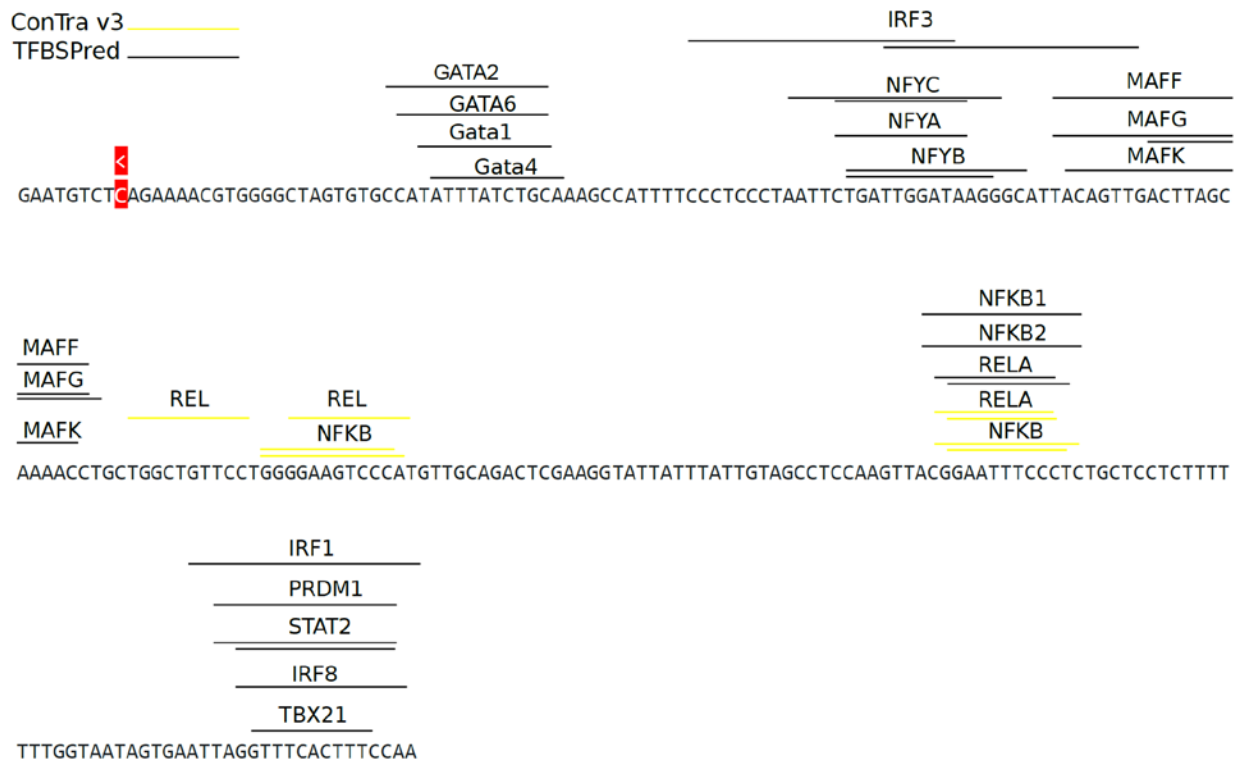 ConTra v3
TFBSPred
IRF3
GATA2
GATA6
Gata1
Gata4
NFYC
NFYA
NFYB
MAFF
MAFG
MAFK
<
GAATGTCTCAGAAAACGTGGGGCTAGTGTGCCATATTTATCTGCAAAGCCATTTTCCCTCCCTAATTCTGATTGGATAAGGGCATTACAGTTGACTTAGC
MAFF
MAFG
MAFK
REL
REL
NFKB
NFKB1
NFKB2
RELA
RELA
NFKB
AAAACCTGCTGGCTGTTCCTGGGGAAGTCCCATGTTGCAGACTCGAAGGTATTATTTATTGTAGCCTCCAAGTTACGGAATTTCCCTCTGCTCCTCTTTT
IRF1
PRDM1
STAT2
IRF8
TBX21
TTTGGTAATAGTGAATTAGGTTTCACTTTCCAA